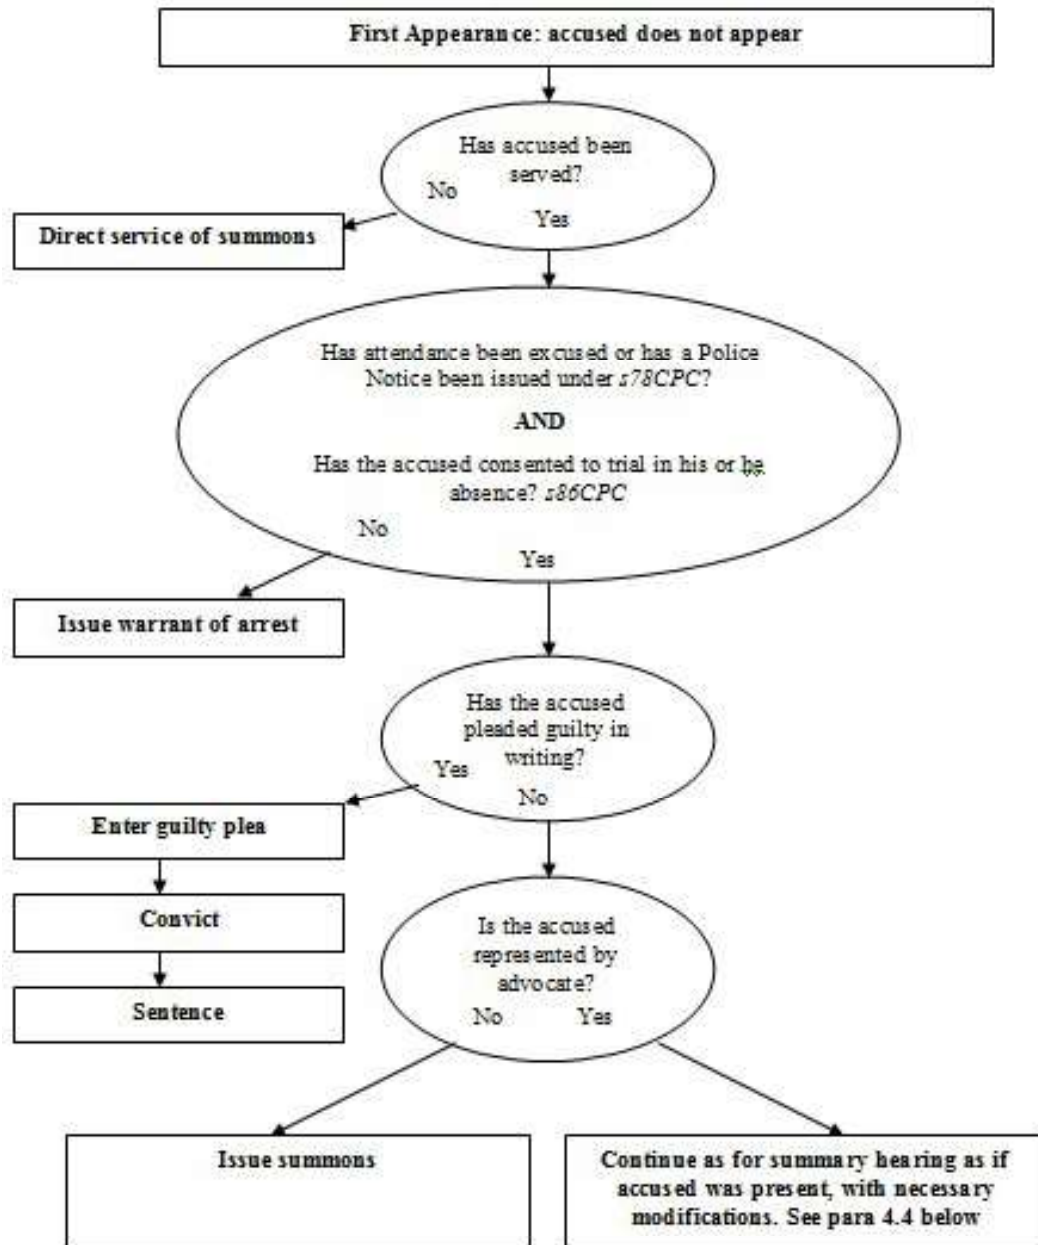 First Appearance: accused does not appear
Has accused been
served?
No
Yes
Direct service of summons
Has attendance been excused or has a Police
Notice been issued under s78CPC?
AND
Has the accused consented to trial in his or he
absence? s86CPC
No
Yes
Issue warrant of arrest
Has the accused
pleaded guilty in
writing?
Yes
No
Enter guilty plea
Convict
Sentence
Is the accused
represented by
advocate?
No Yes
Issue summons
Continue as for summary hearing as if
accused was present, with necessary
modifications. See para 4.4 below